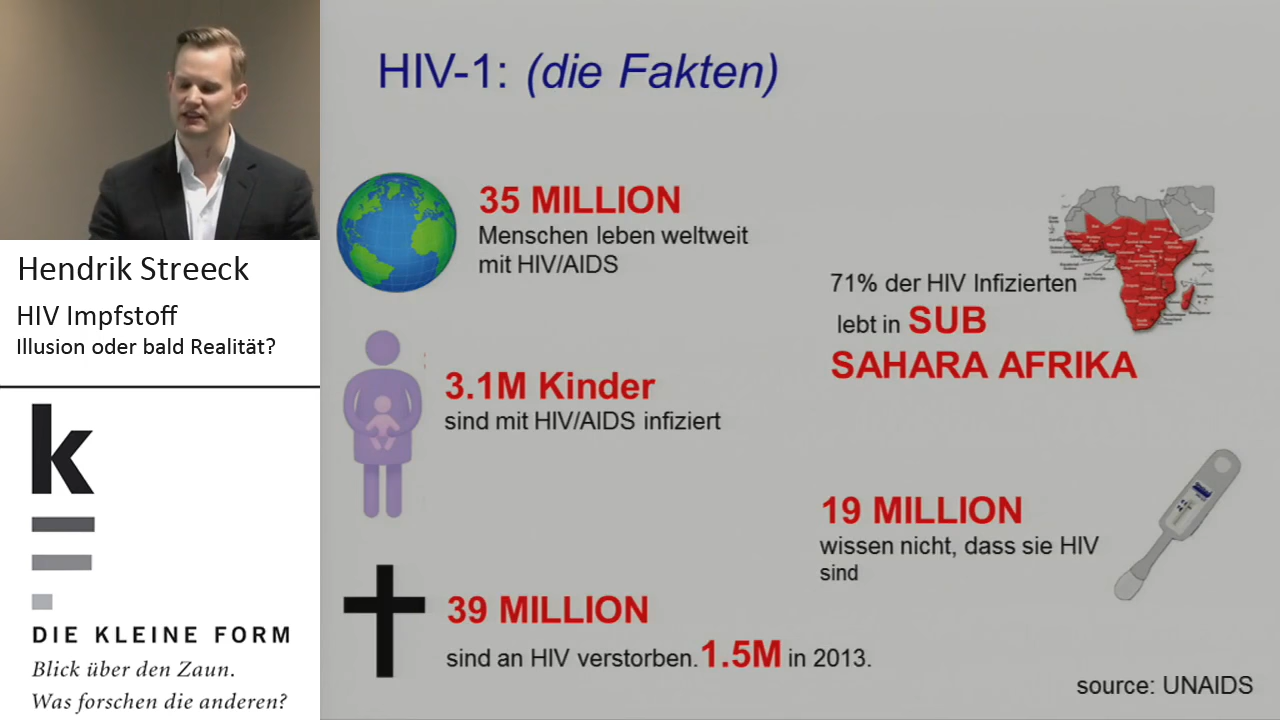 Hendrik Streeck
HIV Impfstoff
Illusion oder bald Realität?
k
DIE KLEINE FORM
Blick über den Zaun.
Was forschen die anderen?
HIV-1: (die Fakten)
35 MILLION
Menschen leben weltweit
mit HIV/AIDS
3.1M Kinder
sind mit HIV/AIDS infiziert
39 MILLION
sind an HIV verstorben.1.5M in 2013.
71% der HIV Infizierten
lebt in SUB
SAHARA AFRIKA
19 MILLION
wissen nicht, dass sie HIV
sind
source: UNAIDS